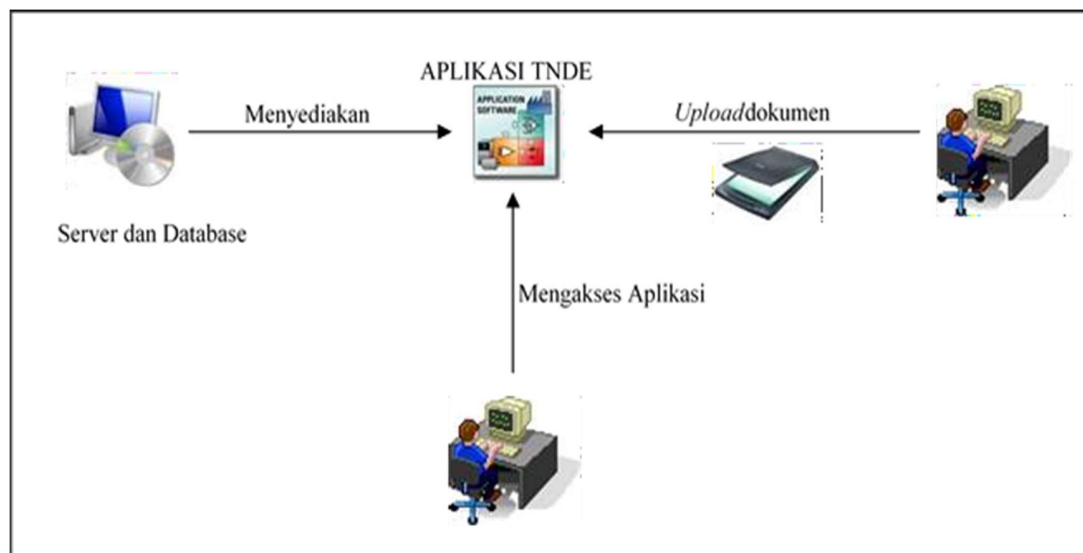 APLIKASI TNDE
APPLICATION
SOFTWARE
Menyediakan
Uploaddokumen
Server dan Database
Mengakses Aplikasi